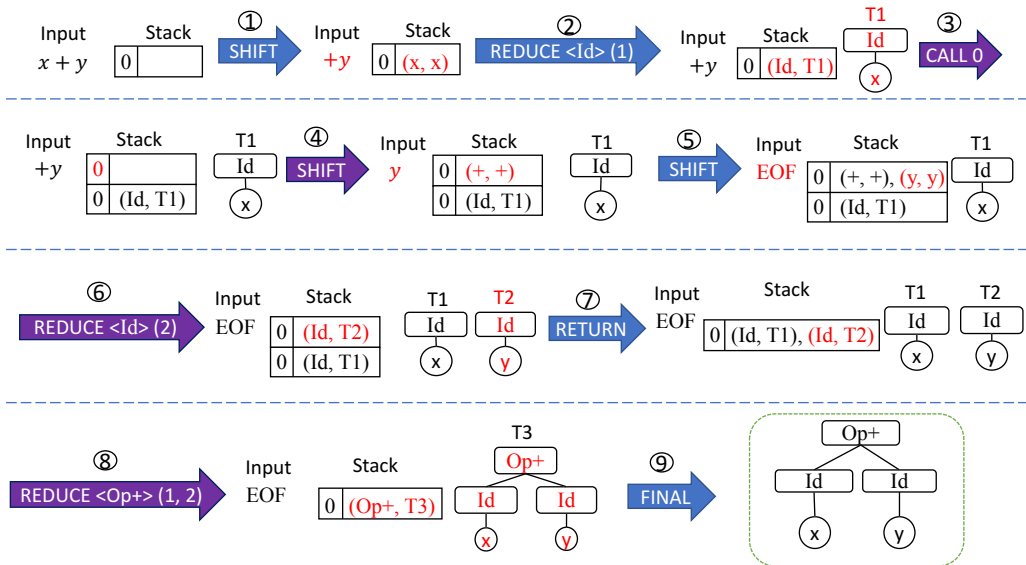 ① ② T1 ③
Input Stack Input Stack Input Stack Id
x + y 0 SHIFT +y 0 (x, x) REDUCE <Id> (1) +y 0 (Id, T1) x CALL 0
Input Stack T1 ④ Input Stack T1 ⑤ Input Stack T1
+y 0 Id SHIFT y 0 (+, +) Id SHIFT EOF 0 (+, +), (y, y) Id
0 (Id, T1) x 0 (Id, T1) x 0 (Id, T1) x
⑥ Input Stack T1 T2 ⑦ Input Stack T1 T2
REDUCE <Id> (2) EOF 0 (Id, T2) Id Id RETURN EOF 0 (Id, T1), (Id, T2) Id Id
0 (Id, T1) x y x y
⑧ Input Stack T3 ⑨ Op+
REDUCE <Op+> (1, 2) EOF 0 (Op+, T3) Op+ FINAL Id Id
Id Id x y
x y